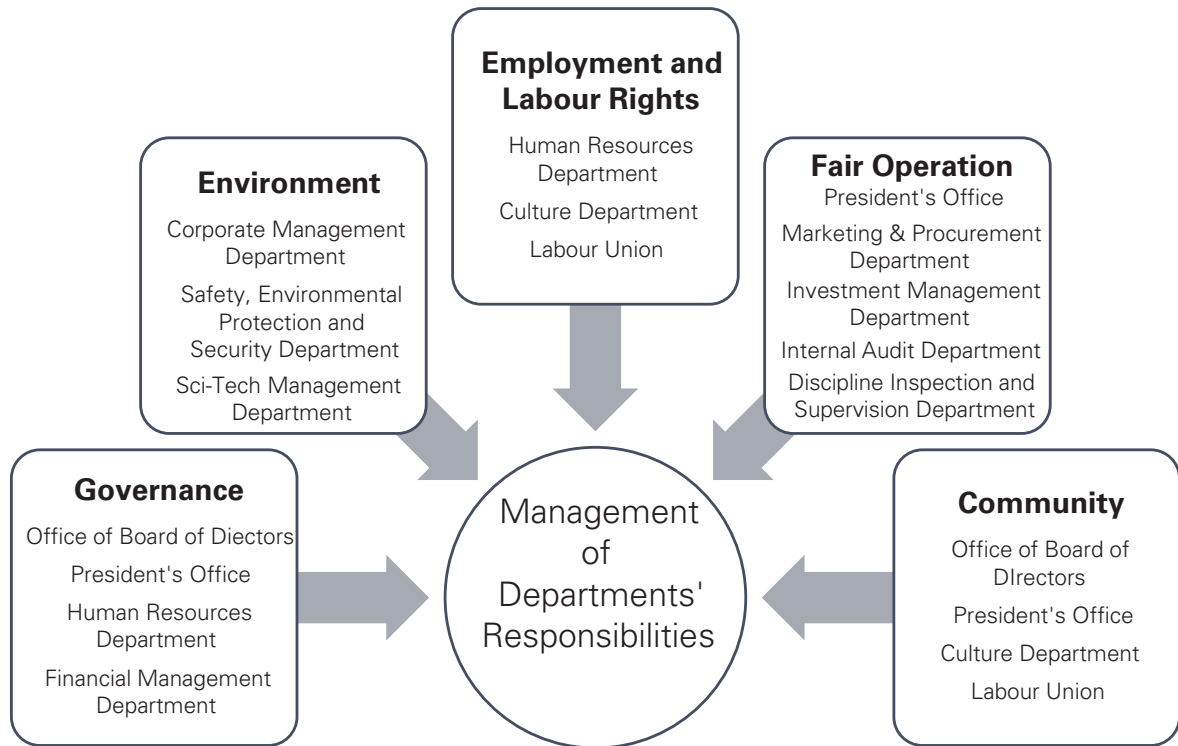 Employment and
Labour Rights
Human Resources
Department
Culture Department
Labour Union
Environment
Corporate Management
Department
Safety, Environmental
Protection and
Security Department
Sci-Tech Management
Department
Fair Operation
President's Office
Marketing & Procurement
Department
Investment Management
Department
Internal Audit Department
Discipline Inspection and
Supervision Department
Governance
Office of Board of Diectors
President's Office
Human Resources
Department
Financial Management
Department
Management
of
Departments'
Responsibilities
Community
Office of Board of
DIrectors
President's Office
Culture Department
Labour Union